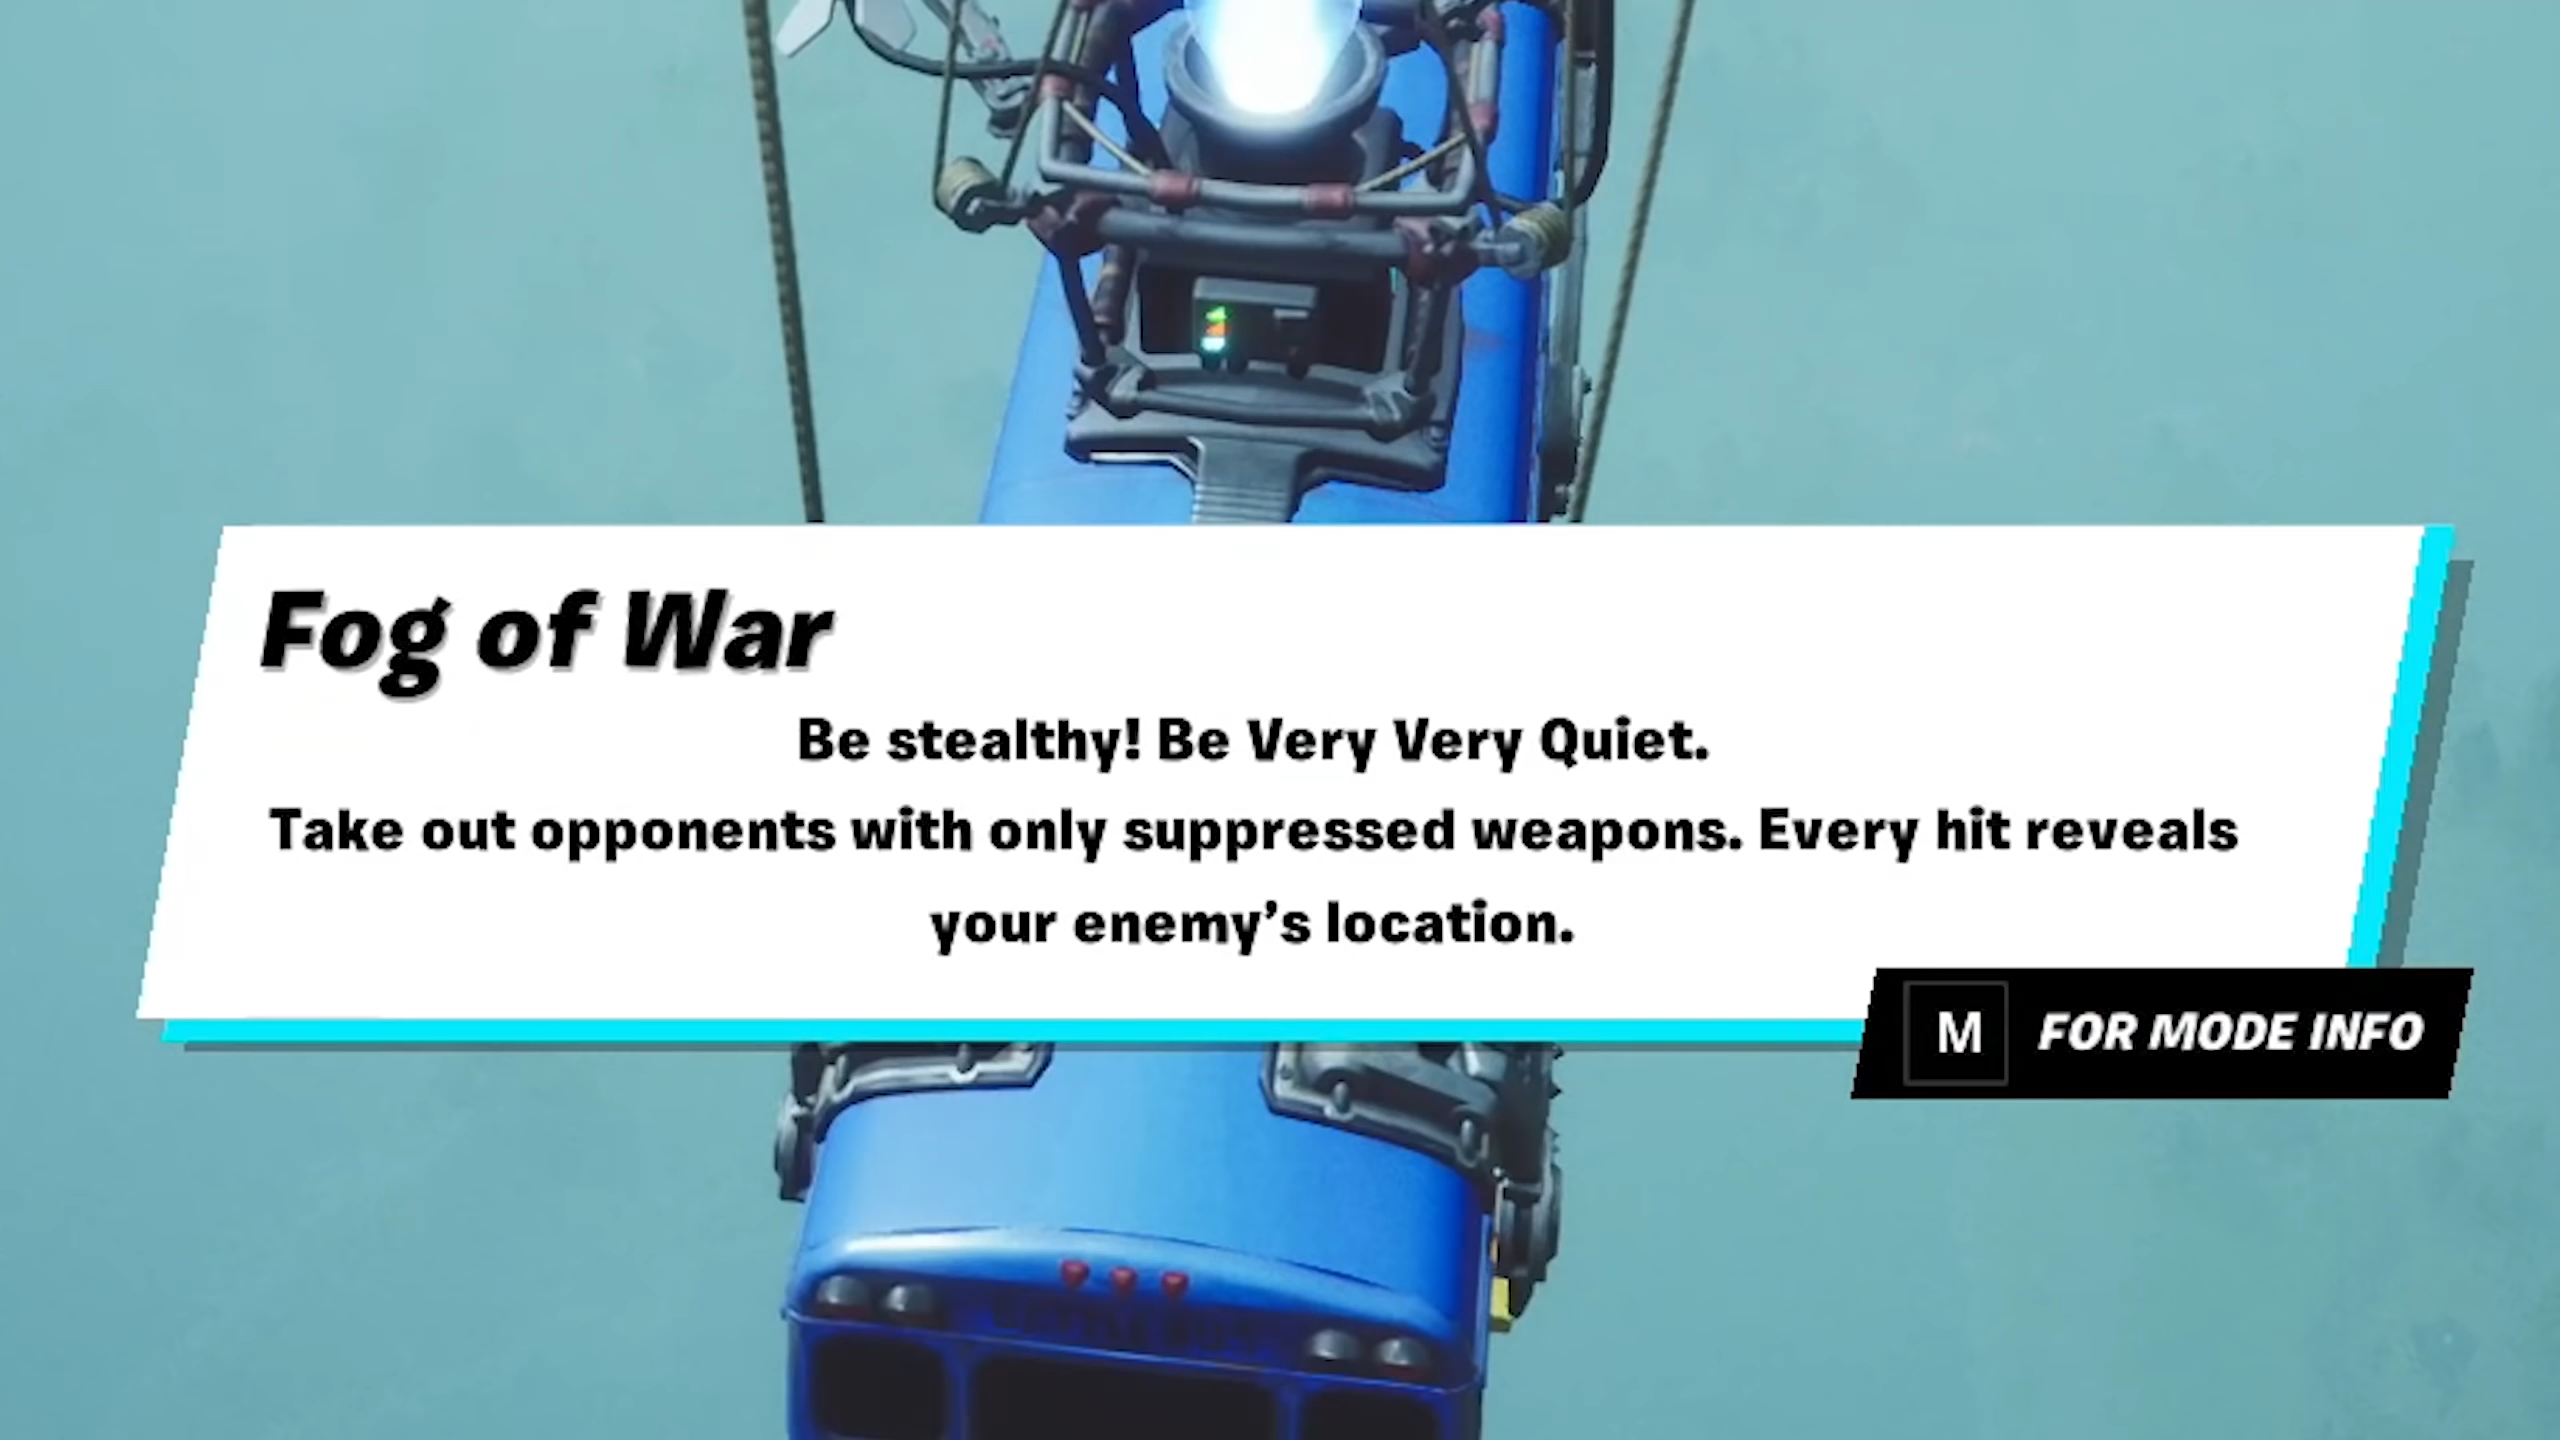 Fog of War
Be stealthy! Be Very Very Quiet.
Take out opponents with only suppressed weapons. Every hit reveals
your enemy’s location.
M FOR MODE INFO